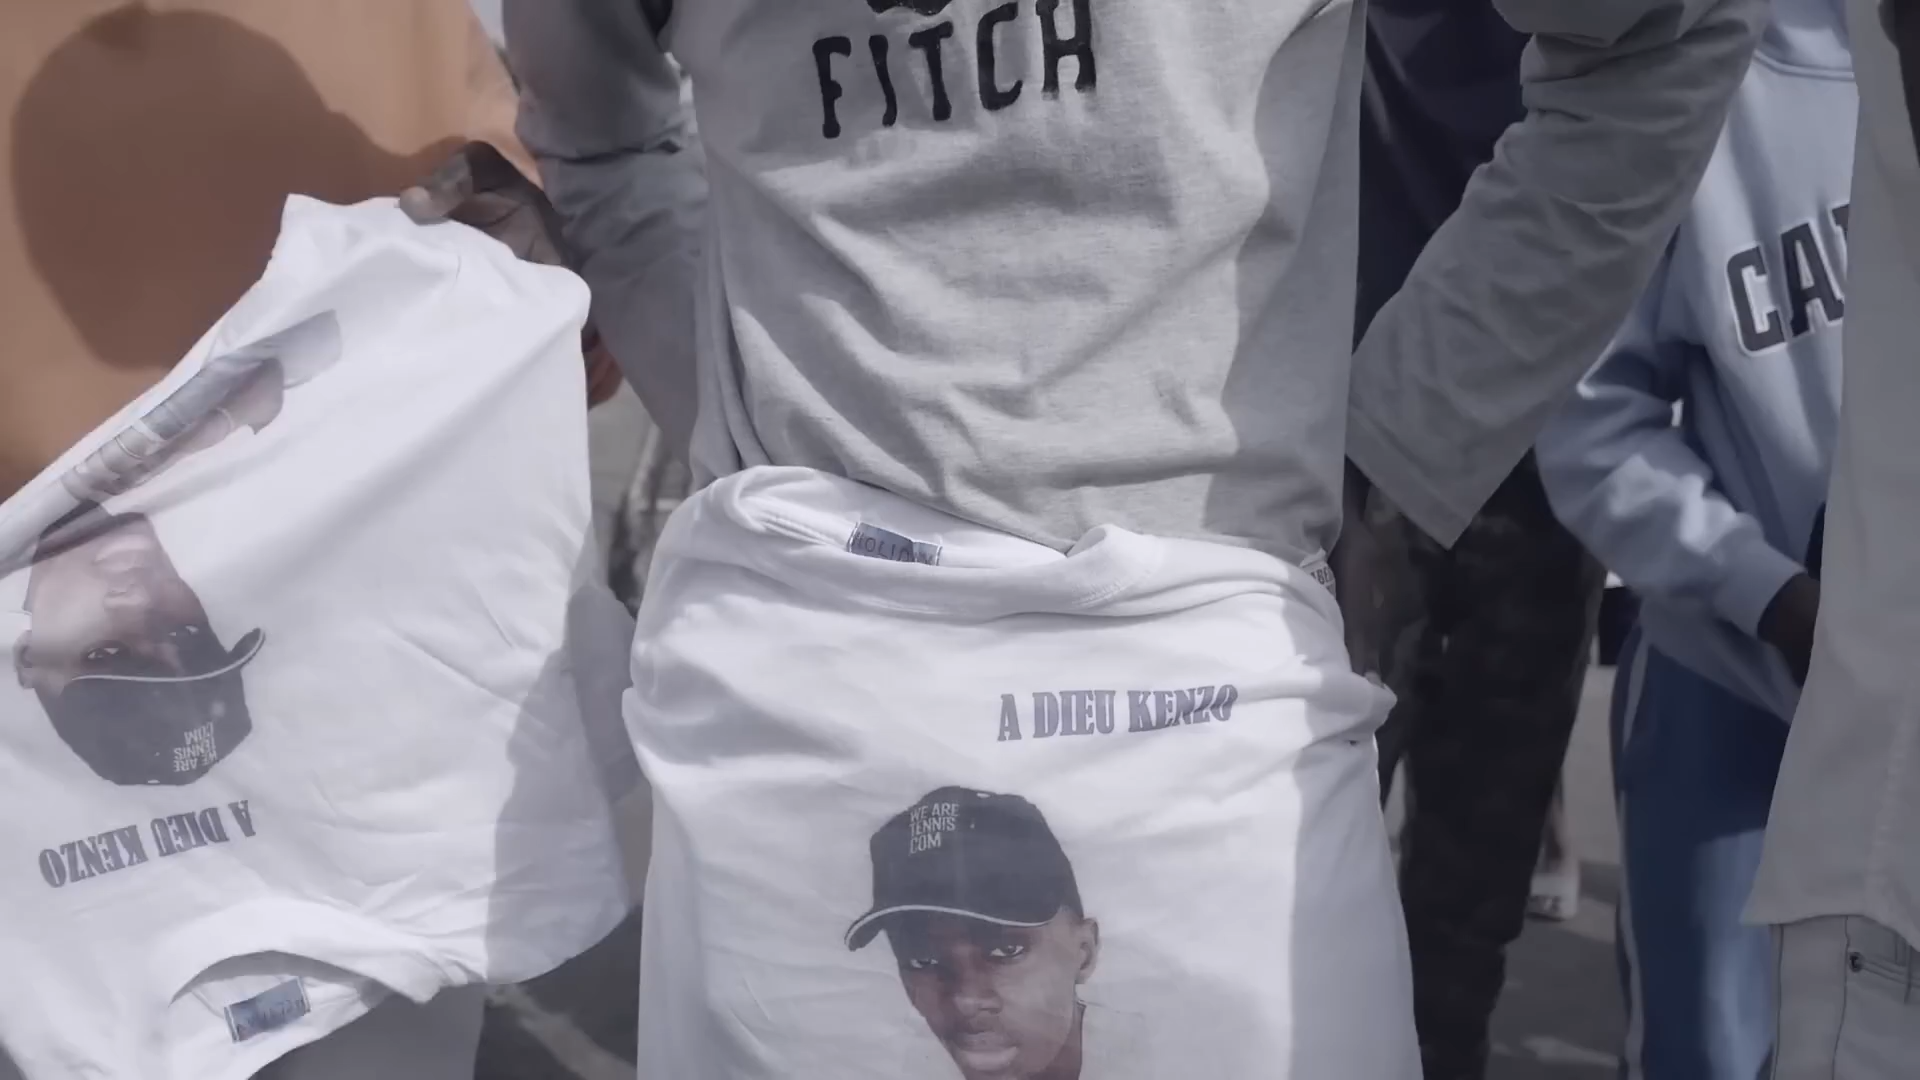 FITCH
CA
A DIEU KENZO
WE ARE
TENNIS
COM
A DIEU KENZO
WE ARE
TENNIS
COM